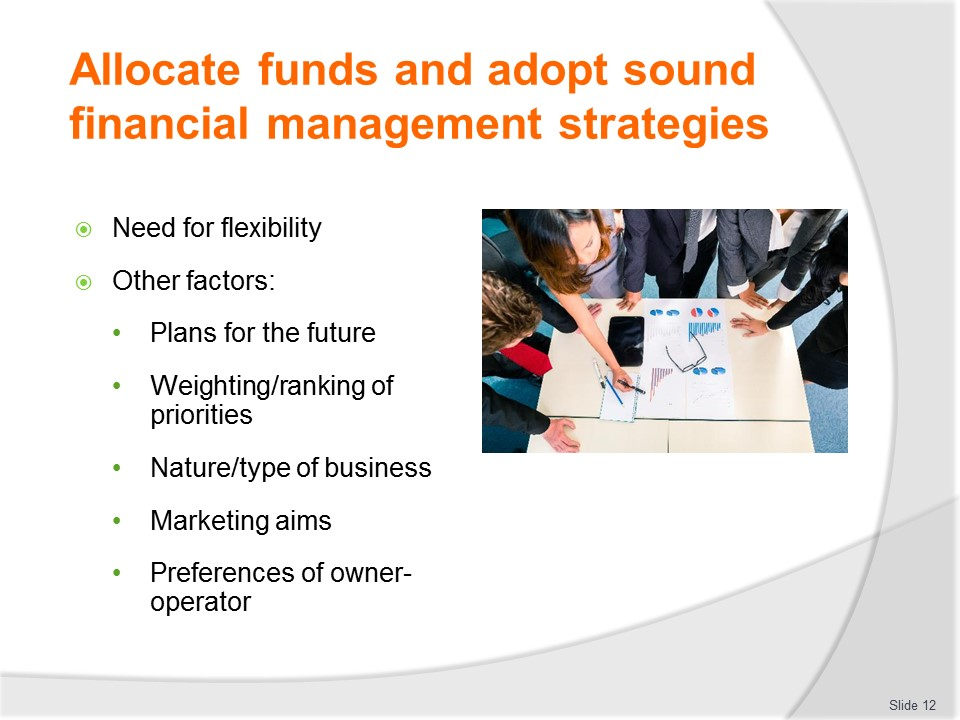 Allocate funds and adopt sound
financial management strategies
Need for flexibility
Other factors:
• Plans for the future
• Weighting/ranking of
priorities
• Nature/type of business
• Marketing aims
• Preferences of owner-
operator
Slide 12